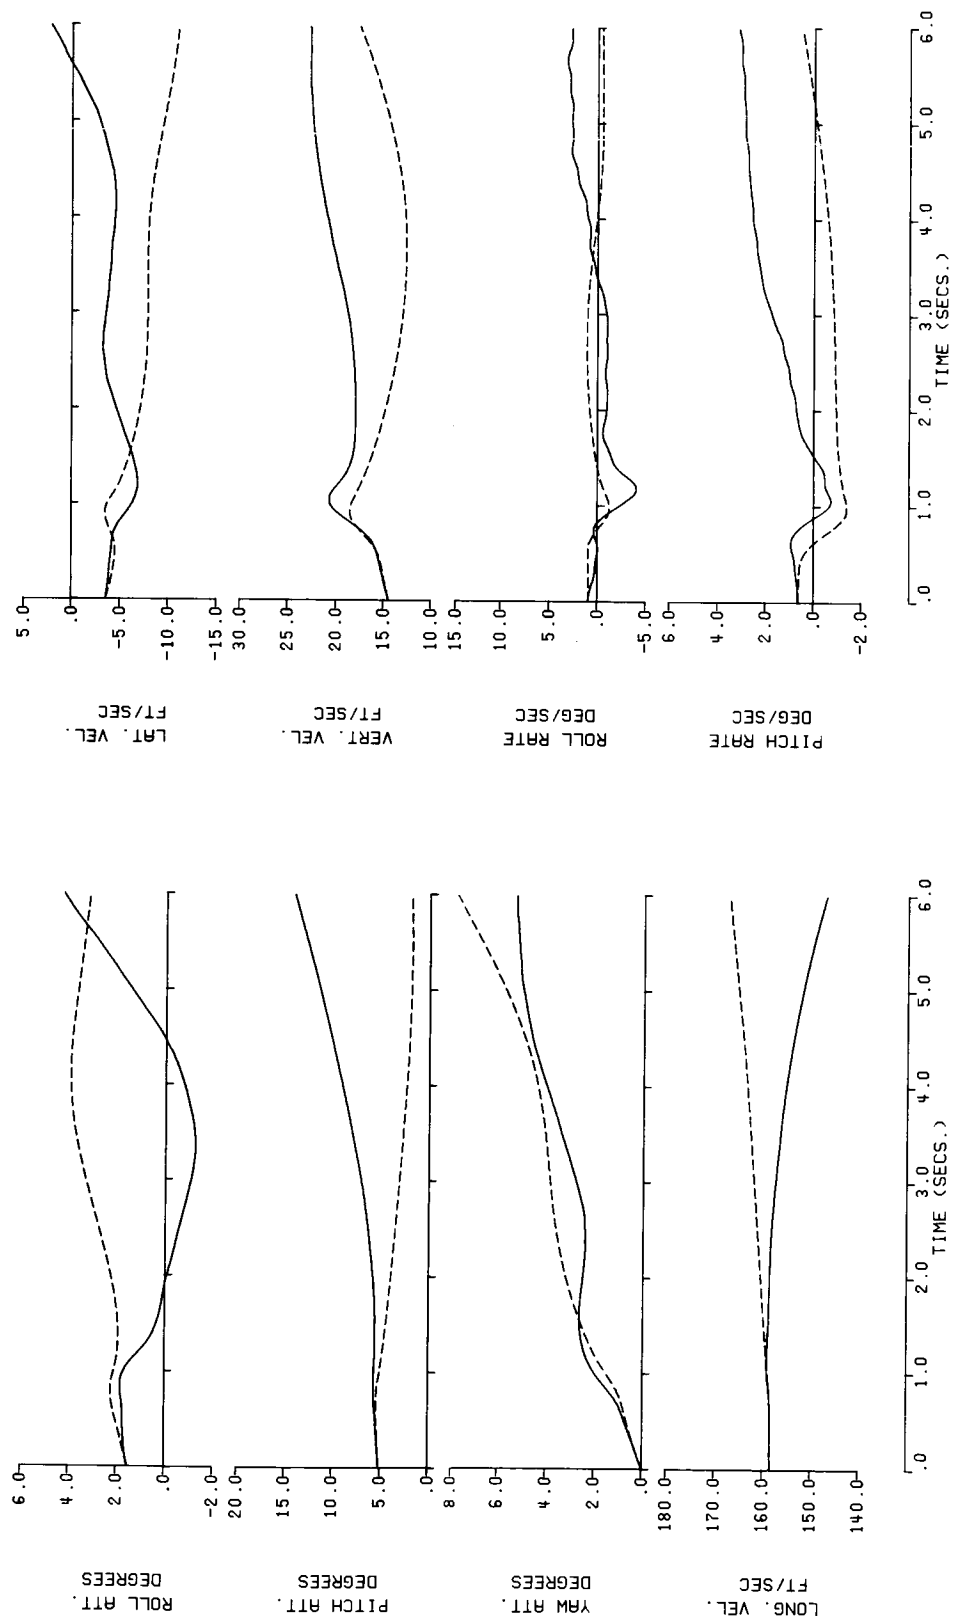 ROLL ATT.
DEGREES
6.0
4.0
2.0
.0
-2.0
PITCH ATT.
DEGREES
20.0
15.0
10.0
5.0
.0
YAW ATT.
DEGREES
8.0
6.0
4.0
2.0
.0
LONG. VEL.
FT/SEC
180.0
170.0
160.0
150.0
140.0
.0 1.0 2.0 3.0 4.0 5.0 6.0
TIME (SECS.)
LAT. VEL.
FT/SEC
5.0
.0
-5.0
-10.0
-15.0
VERT. VEL.
FT/SEC
30.0
25.0
20.0
15.0
10.0
ROLL RATE
DEG/SEC
15.0
10.0
5.0
.0
-5.0
PITCH RATE
DEG/SEC
6.0
4.0
2.0
.0
-2.0
.0 1.0 2.0 3.0 4.0 5.0 6.0
TIME (SECS.)